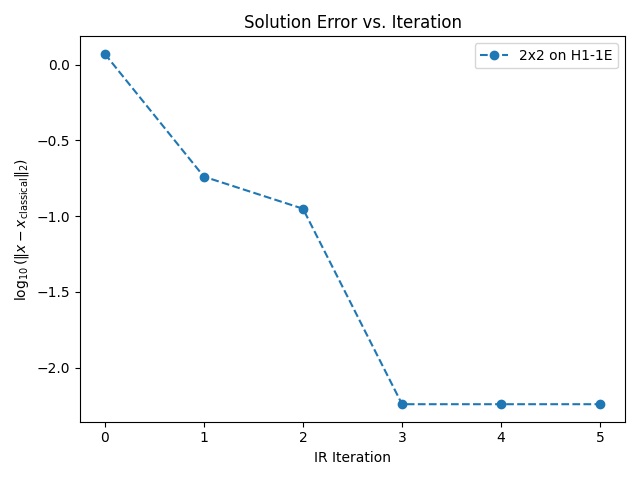 Solution Error vs. Iteration
2x2 on H1-1E
0.0
−0.5
−1.0
−1.5
−2.0
log₁₀(‖x − x_classical‖₂)
0 1 2 3 4 5
IR Iteration